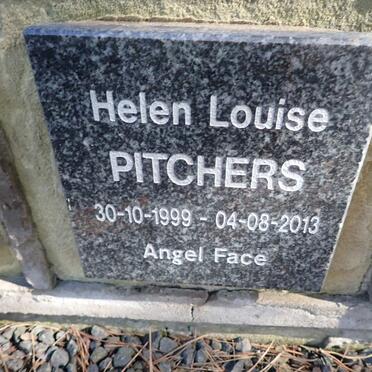 Helen Louise
PITCHERS
30-10-1999 - 04-08-2013
Angel Face